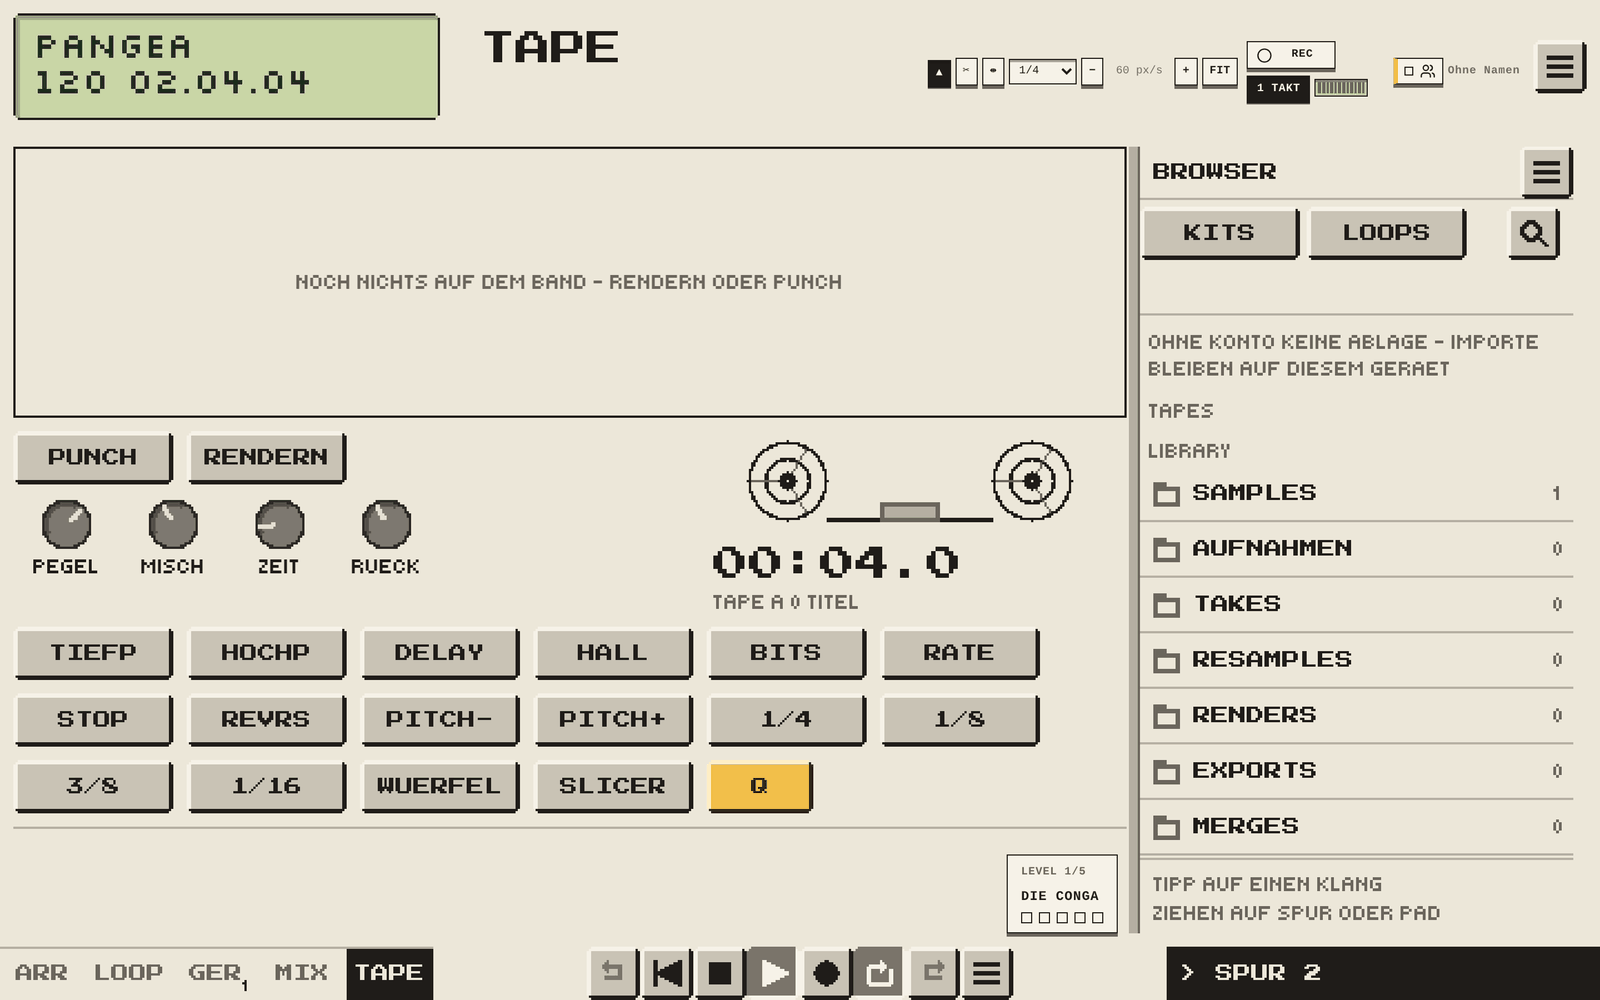 PANGEA
120 02.04.04
TAPE
1/4
60 px/s
+
FIT
REC
1 TAKT
Ohne Namen
NOCH NICHTS AUF DEM BAND - RENDERN ODER PUNCH
PUNCH
RENDERN
PEGEL
MISCH
ZEIT
RUECK
00:04.0
TAPE A 0 TITEL
TIEFP
HOCHP
DELAY
HALL
BITS
RATE
STOP
REVRS
PITCH-
PITCH+
1/4
1/8
3/8
1/16
WUERFEL
SLICER
Q
LEVEL 1/5
DIE CONGA
BROWSER
KITS
LOOPS
OHNE KONTO KEINE ABLAGE - IMPORTE
BLEIBEN AUF DIESEM GERAET
TAPES
LIBRARY
SAMPLES 1
AUFNAHMEN 0
TAKES 0
RESAMPLES 0
RENDERS 0
EXPORTS 0
MERGES 0
TIPP AUF EINEN KLANG
ZIEHEN AUF SPUR ODER PAD
ARR
LOOP
GER 1
MIX
TAPE
> SPUR 2